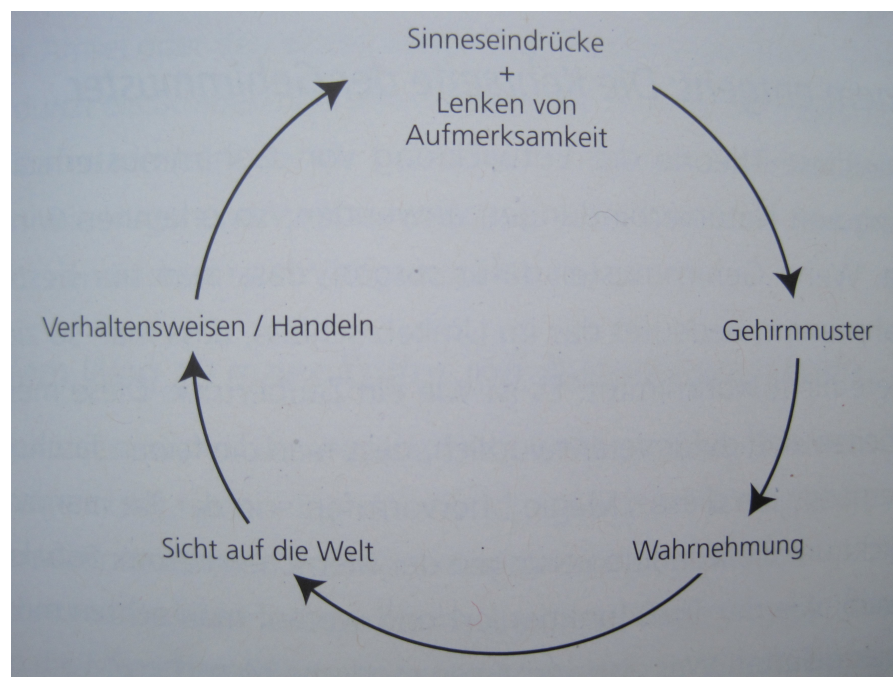 Sinneseindrücke
+
Lenken von
Aufmerksamkeit
Gehirnmuster
Wahrnehmung
Sicht auf die Welt
Verhaltensweisen / Handeln